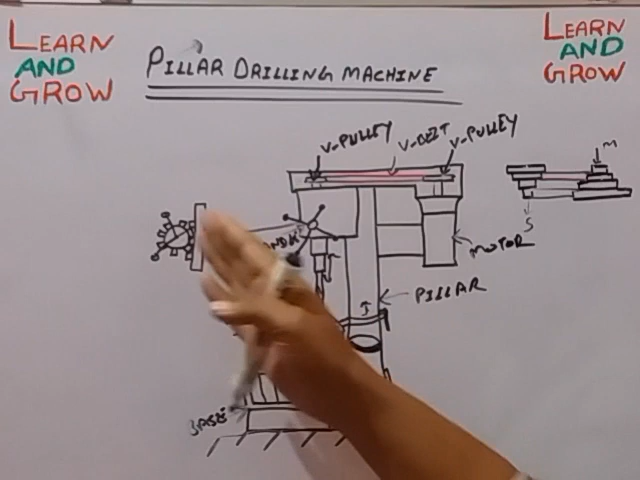 LEARN
AND
GROW
PILLAR DRILLING MACHINE
LEARN
AND
GROW
V-PULLEY
V-BELT
V-PULLEY
M
S
MOTOR
PILLAR
BASE